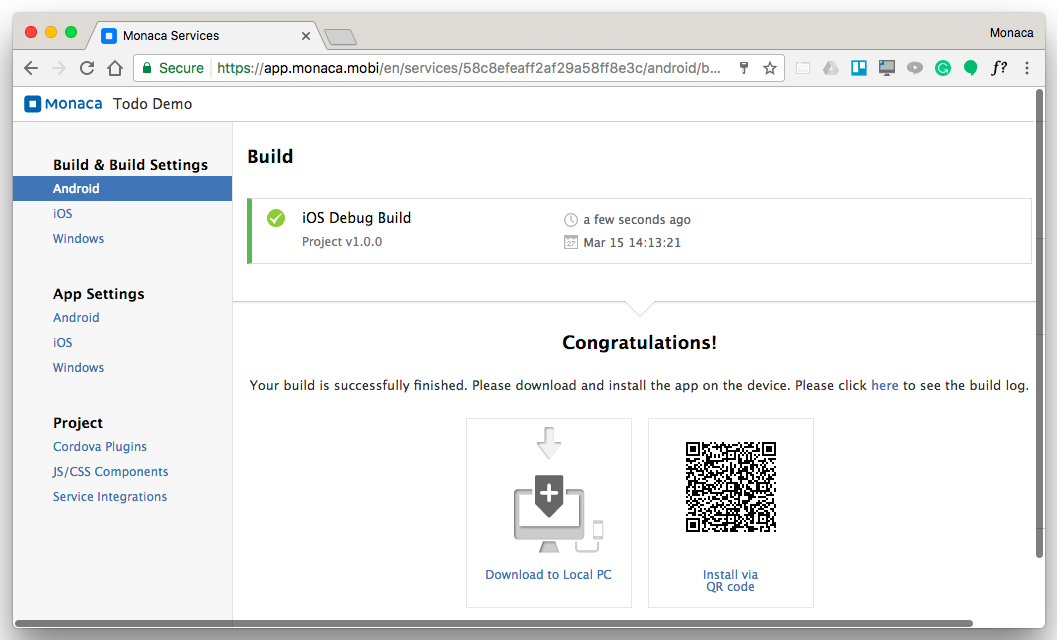 Monaca Services
Monaca
Secure https://app.monaca.mobi/en/services/58c8efeaff2af29a58ff8e3c/android/b...
f?
Monaca Todo Demo
Build & Build Settings
Android
iOS
Windows
App Settings
Android
iOS
Windows
Project
Cordova Plugins
JS/CSS Components
Service Integrations
Build
iOS Debug Build
a few seconds ago
Project v1.0.0
27 Mar 15 14:13:21
Congratulations!
Your build is successfully finished. Please download and install the app on the device. Please click here to see the build log.
Download to Local PC
Install via
QR code